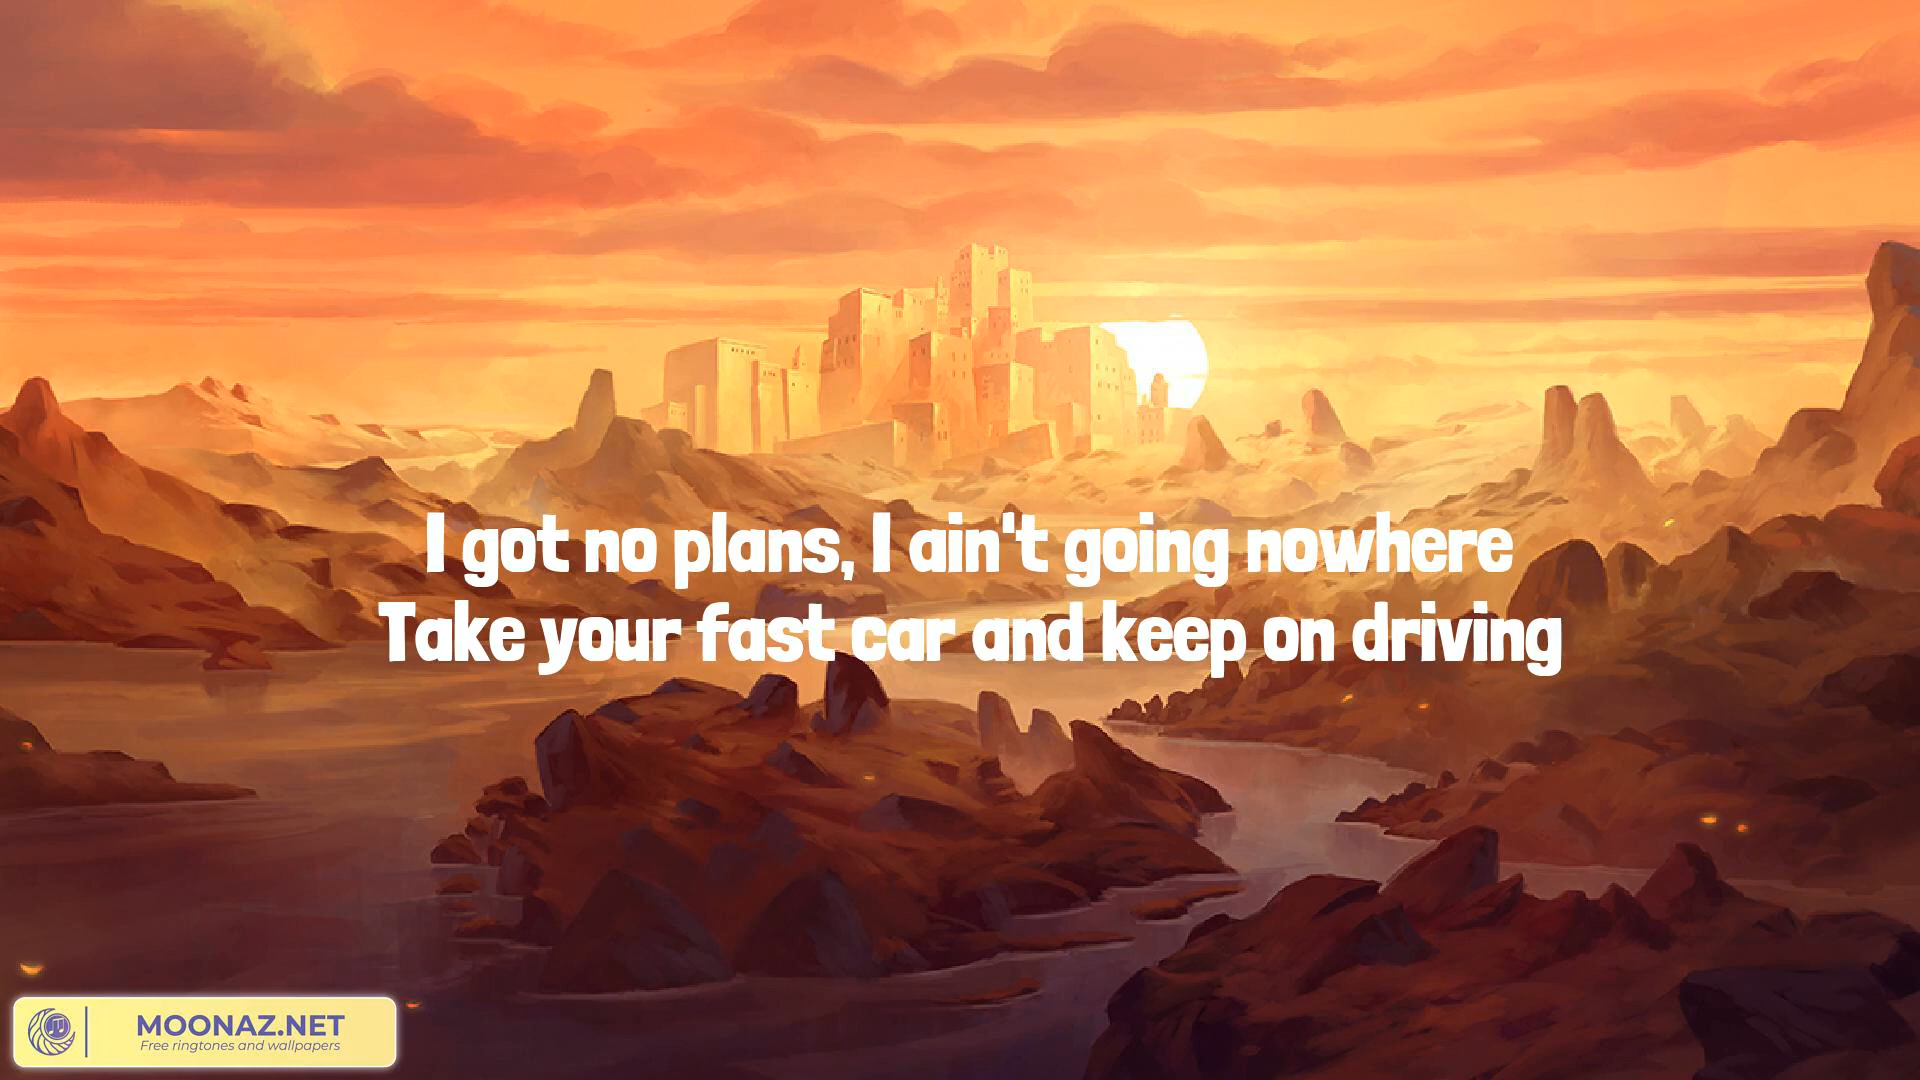 I got no plans, I ain't going nowhere
Take your fast car and keep on driving
MOONAZ.NET
Free ringtones and wallpapers